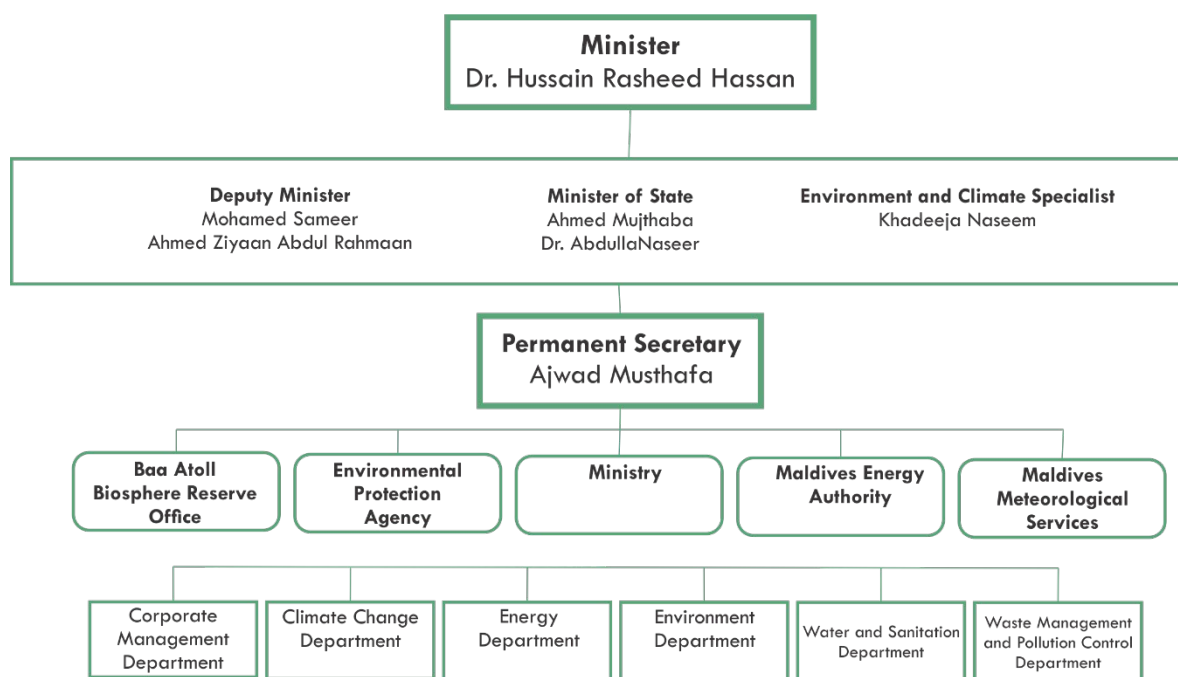 Minister
Dr. Hussain Rasheed Hassan
Deputy Minister
Mohamed Sameer
Ahmed Ziyaan Abdul Rahmaan
Minister of State
Ahmed Mujthaba
Dr. AbdullaNaseer
Environment and Climate Specialist
Khadeeja Naseem
Permanent Secretary
Ajwad Musthafa
Baa Atoll
Biosphere Reserve
Office
Environmental
Protection
Agency
Ministry
Maldives Energy
Authority
Maldives
Meteorological
Services
Corporate
Management
Department
Climate Change
Department
Energy
Department
Environment
Department
Water and Sanitation
Department
Waste Management
and Pollution Control
Department